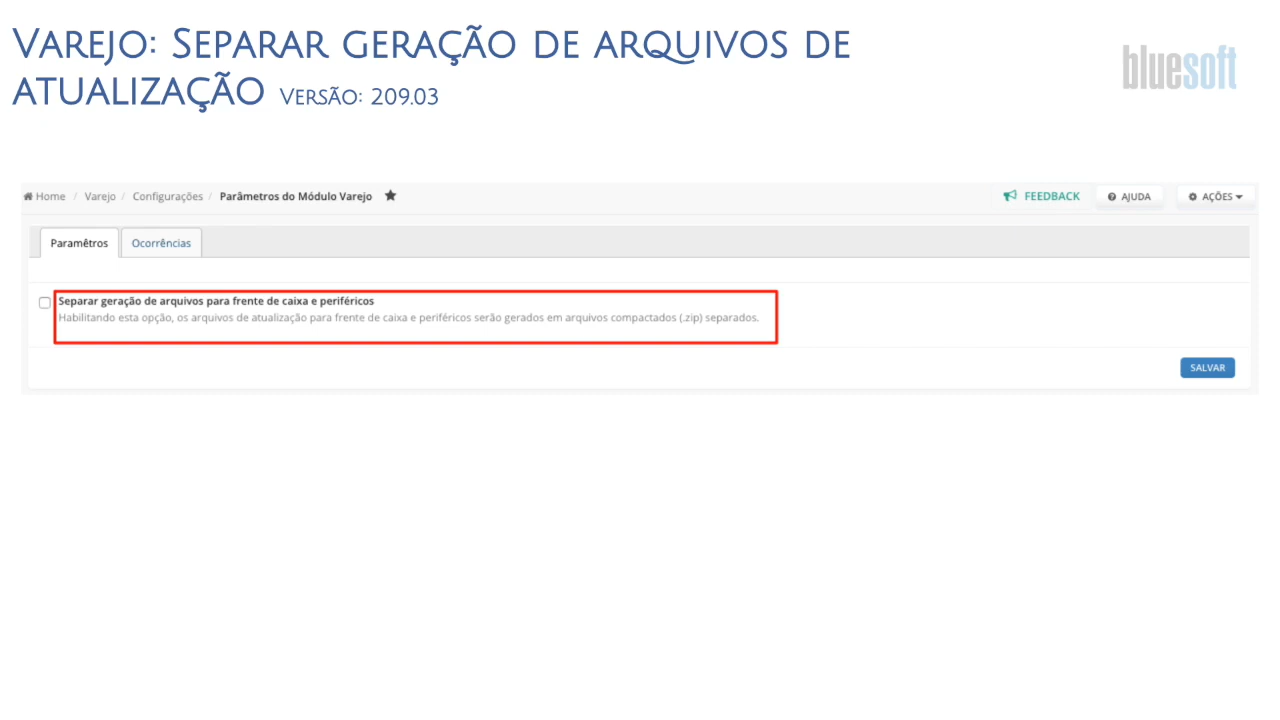 Varejo: Separar geração de arquivos de
atualização Versão: 209.03
bluesoft
Home / Varejo / Configurações / Parâmetros do Módulo Varejo
FEEDBACK
AJUDA
AÇÕES
Paramêtros
Ocorrências
Separar geração de arquivos para frente de caixa e periféricos
Habilitando esta opção, os arquivos de atualização para frente de caixa e periféricos serão gerados em arquivos compactados (.zip) separados.
SALVAR